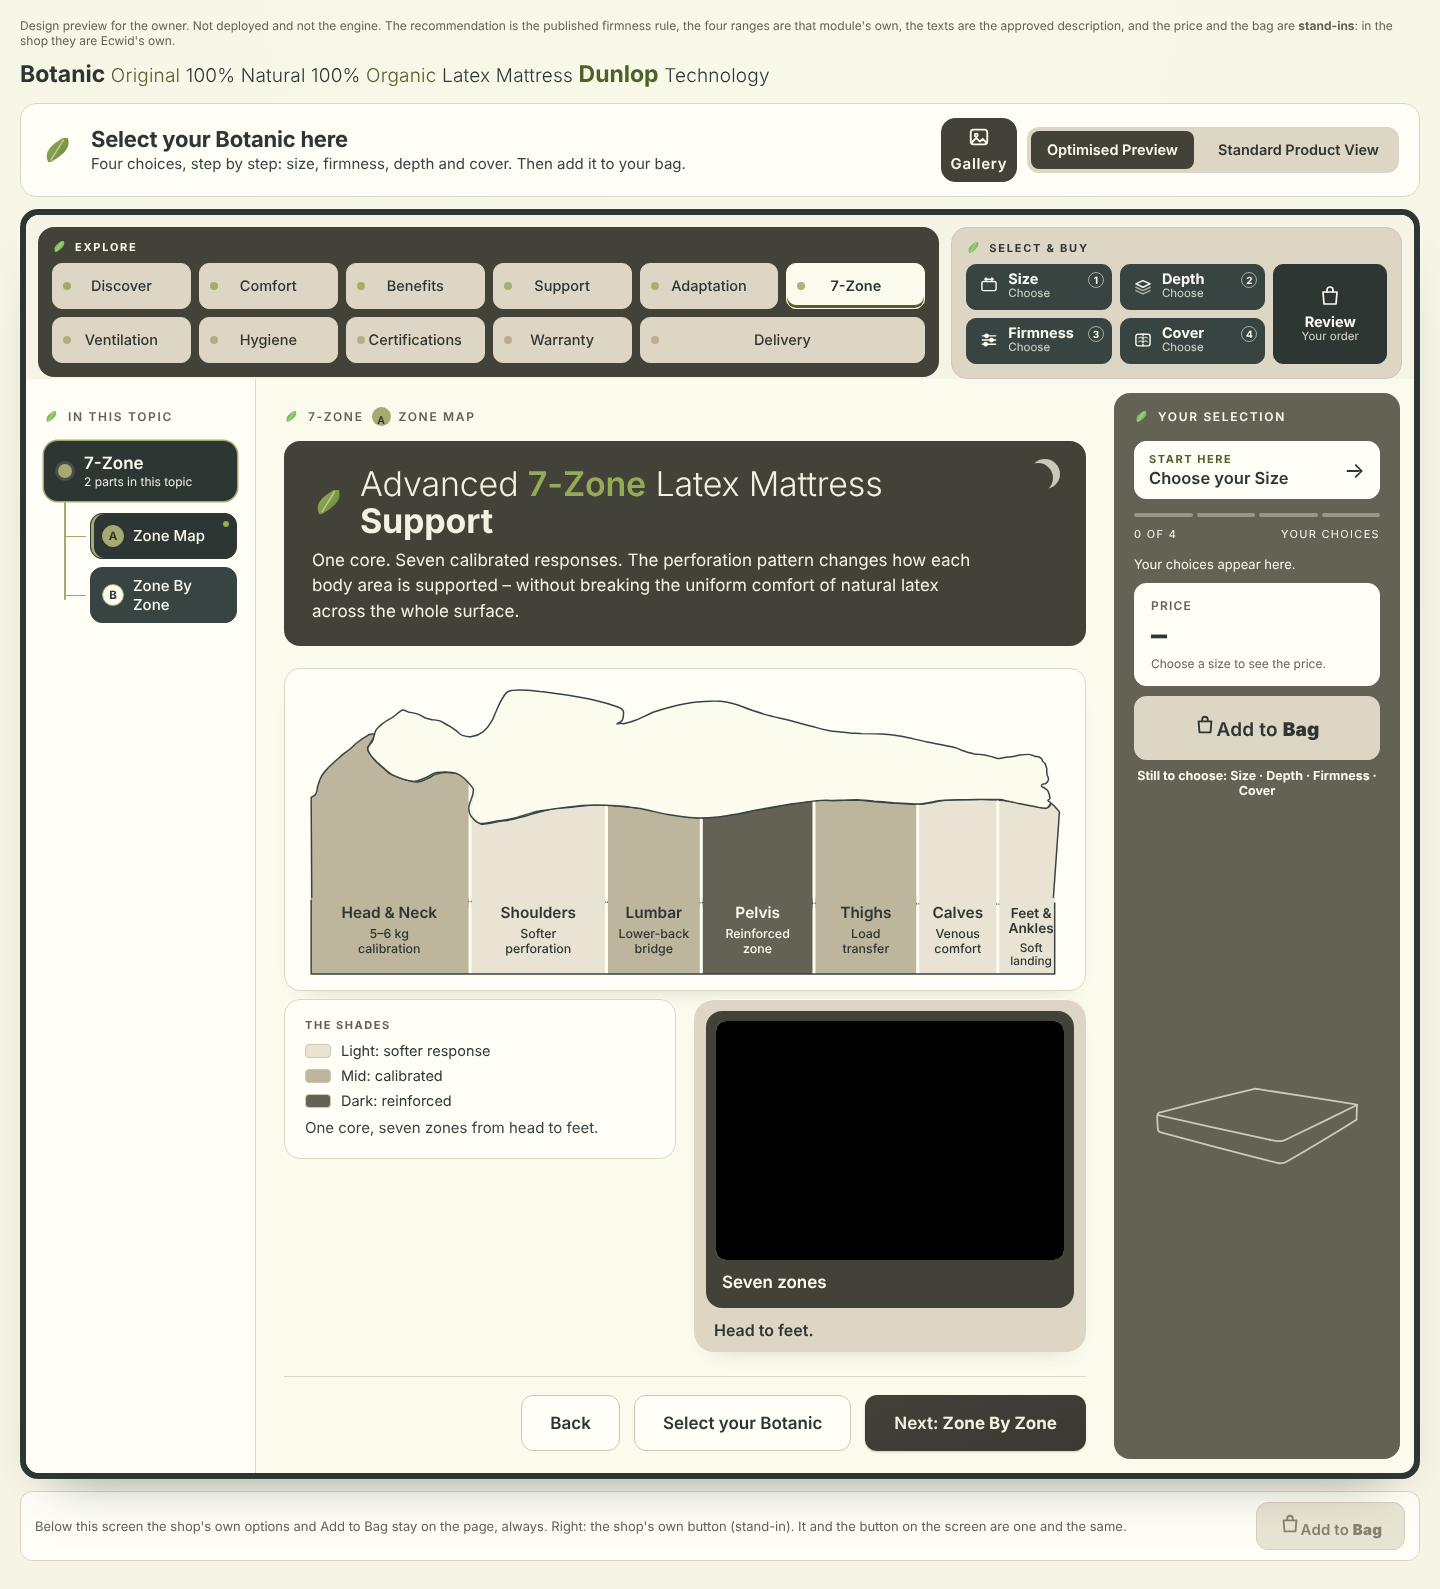 Design preview for the owner. Not deployed and not the engine. The recommendation is the published firmness rule, the four ranges are that module's own, the texts are the approved description, and the price and the bag are stand-ins: in the
shop they are Ecwid's own.
Botanic Original 100% Natural 100% Organic Latex Mattress Dunlop Technology
Select your Botanic here
Four choices, step by step: size, firmness, depth and cover. Then add it to your bag.
Gallery
Optimised Preview
Standard Product View
EXPLORE
Discover
Comfort
Benefits
Support
Adaptation
7-Zone
Ventilation
Hygiene
Certifications
Warranty
Delivery
SELECT & BUY
Size
Choose
1
Depth
Choose
2
Firmness
Choose
3
Cover
Choose
4
Review
Your order
IN THIS TOPIC
7-Zone
2 parts in this topic
A Zone Map
B Zone By
Zone
7-ZONE A ZONE MAP
Advanced 7-Zone Latex Mattress
Support
One core. Seven calibrated responses. The perforation pattern changes how each
body area is supported – without breaking the uniform comfort of natural latex
across the whole surface.
Head & Neck
5–6 kg
calibration
Shoulders
Softer
perforation
Lumbar
Lower-back
bridge
Pelvis
Reinforced
zone
Thighs
Load
transfer
Calves
Venous
comfort
Feet &
Ankles
Soft
landing
THE SHADES
Light: softer response
Mid: calibrated
Dark: reinforced
One core, seven zones from head to feet.
Seven zones
Head to feet.
Back
Select your Botanic
Next: Zone By Zone
YOUR SELECTION
START HERE
Choose your Size
0 OF 4
YOUR CHOICES
Your choices appear here.
PRICE
–
Choose a size to see the price.
Add to Bag
Still to choose: Size · Depth · Firmness ·
Cover
Below this screen the shop's own options and Add to Bag stay on the page, always. Right: the shop's own button (stand-in). It and the button on the screen are one and the same.
Add to Bag